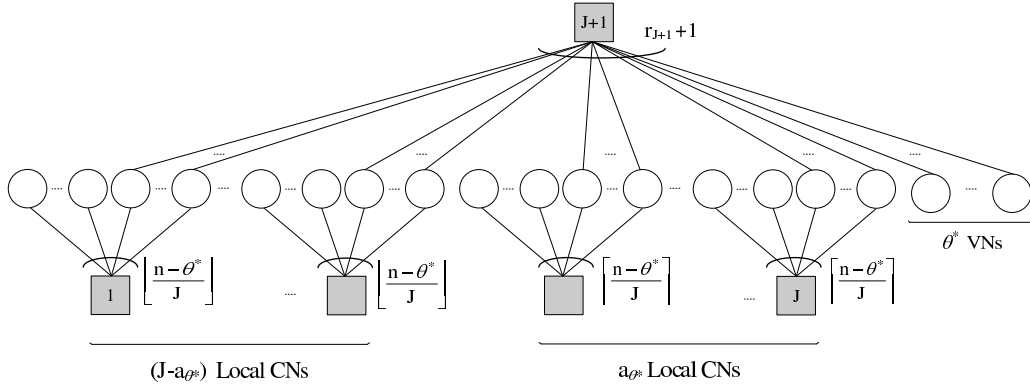 J+1
r_{J+1}+1
.... .... .... .... ....
.... .... .... .... .... .... .... .... .... .... .... ....
θ* VNs
1 ⌊(n−θ*)/J⌋ .... ⌊(n−θ*)/J⌋ ⌈(n−θ*)/J⌉ .... J ⌈(n−θ*)/J⌉
(J-a_{θ*}) Local CNs
a_{θ*} Local CNs